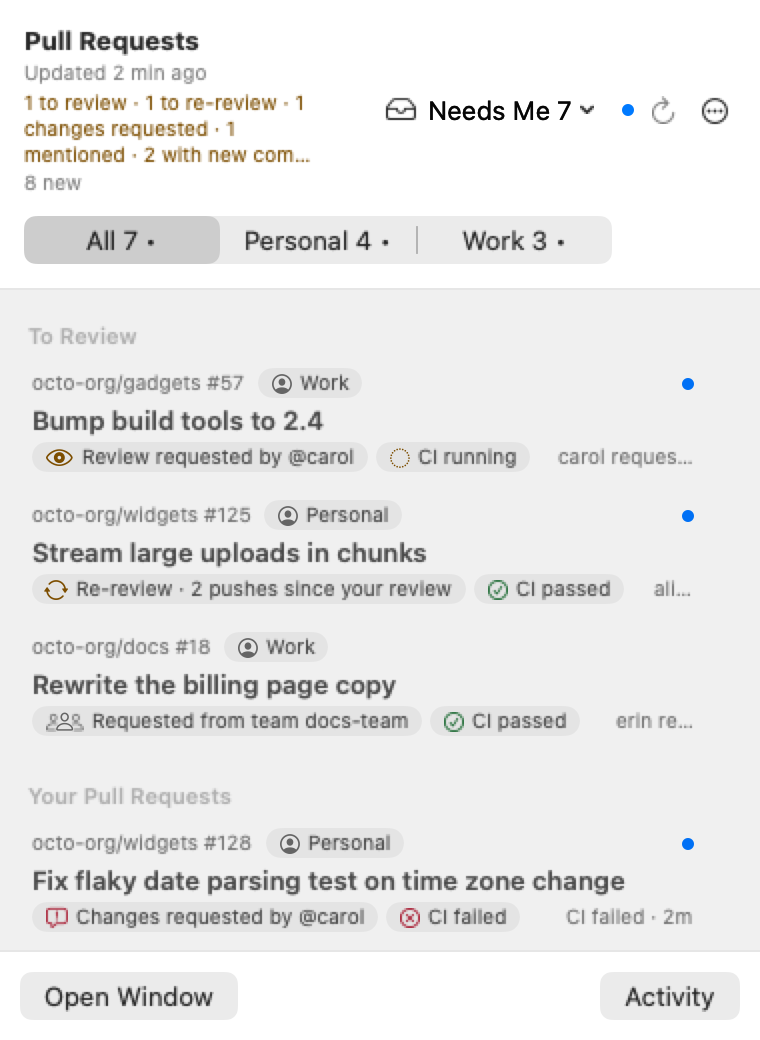 Pull Requests
Updated 2 min ago
1 to review · 1 to re-review · 1
changes requested · 1
mentioned · 2 with new com...
8 new
Needs Me 7
All 7 •
Personal 4 •
Work 3 •
To Review
octo-org/gadgets #57 Work
Bump build tools to 2.4
Review requested by @carol CI running carol reques...
octo-org/widgets #125 Personal
Stream large uploads in chunks
Re-review · 2 pushes since your review CI passed all...
octo-org/docs #18 Work
Rewrite the billing page copy
Requested from team docs-team CI passed erin re...
Your Pull Requests
octo-org/widgets #128 Personal
Fix flaky date parsing test on time zone change
Changes requested by @carol CI failed CI failed · 2m
Open Window
Activity